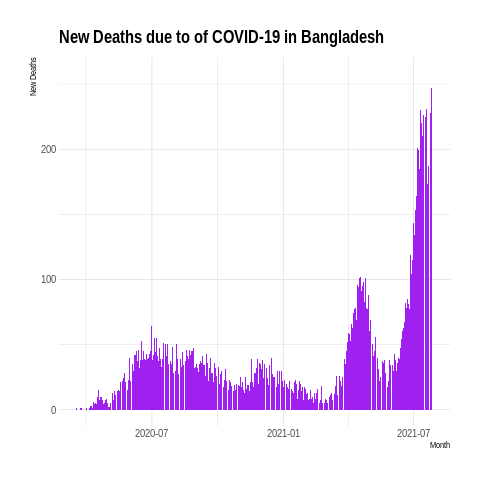 New Deaths due to of COVID-19 in Bangladesh
New Deaths
200
100
0
2020-07
2021-01
2021-07
Month